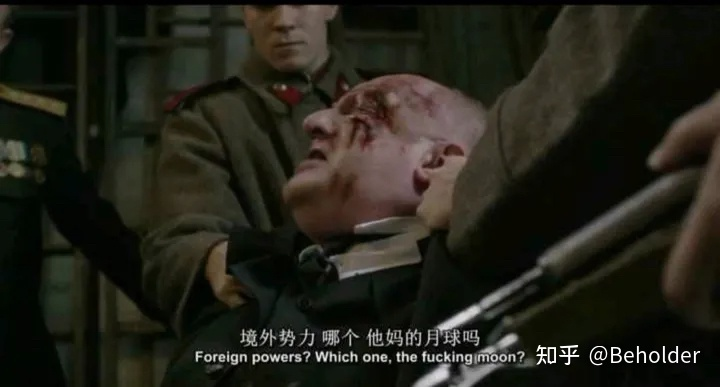 境外势力 哪个 他妈的月球吗
Foreign powers? Which one, the fucking moon?
知乎 @Beholder